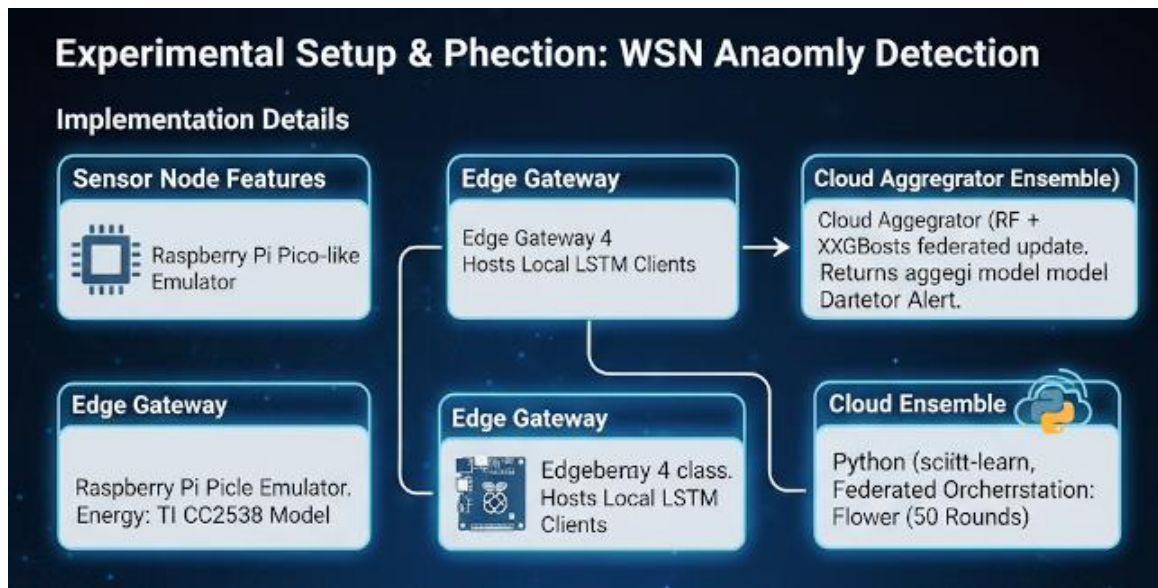 Experimental Setup & Phection: WSN Anaomly Detection
Implementation Details
Sensor Node Features
Raspberry Pi Pico-like
Emulator
Edge Gateway
Edge Gateway 4
Hosts Local LSTM Clients
Cloud Aggregrator Ensemble)
Cloud Aggegrator (RF +
XXGBosts federated update.
Returns aggegi model model
Dartetor Alert.
Edge Gateway
Raspberry Pi Picle Emulator.
Energy: TI CC2538 Model
Edge Gateway
Edgebemy 4 class.
Hosts Local LSTM
Clients
Cloud Ensemble
Python (sciitt-learn,
Federated Orcherrstation:
Flower (50 Rounds)